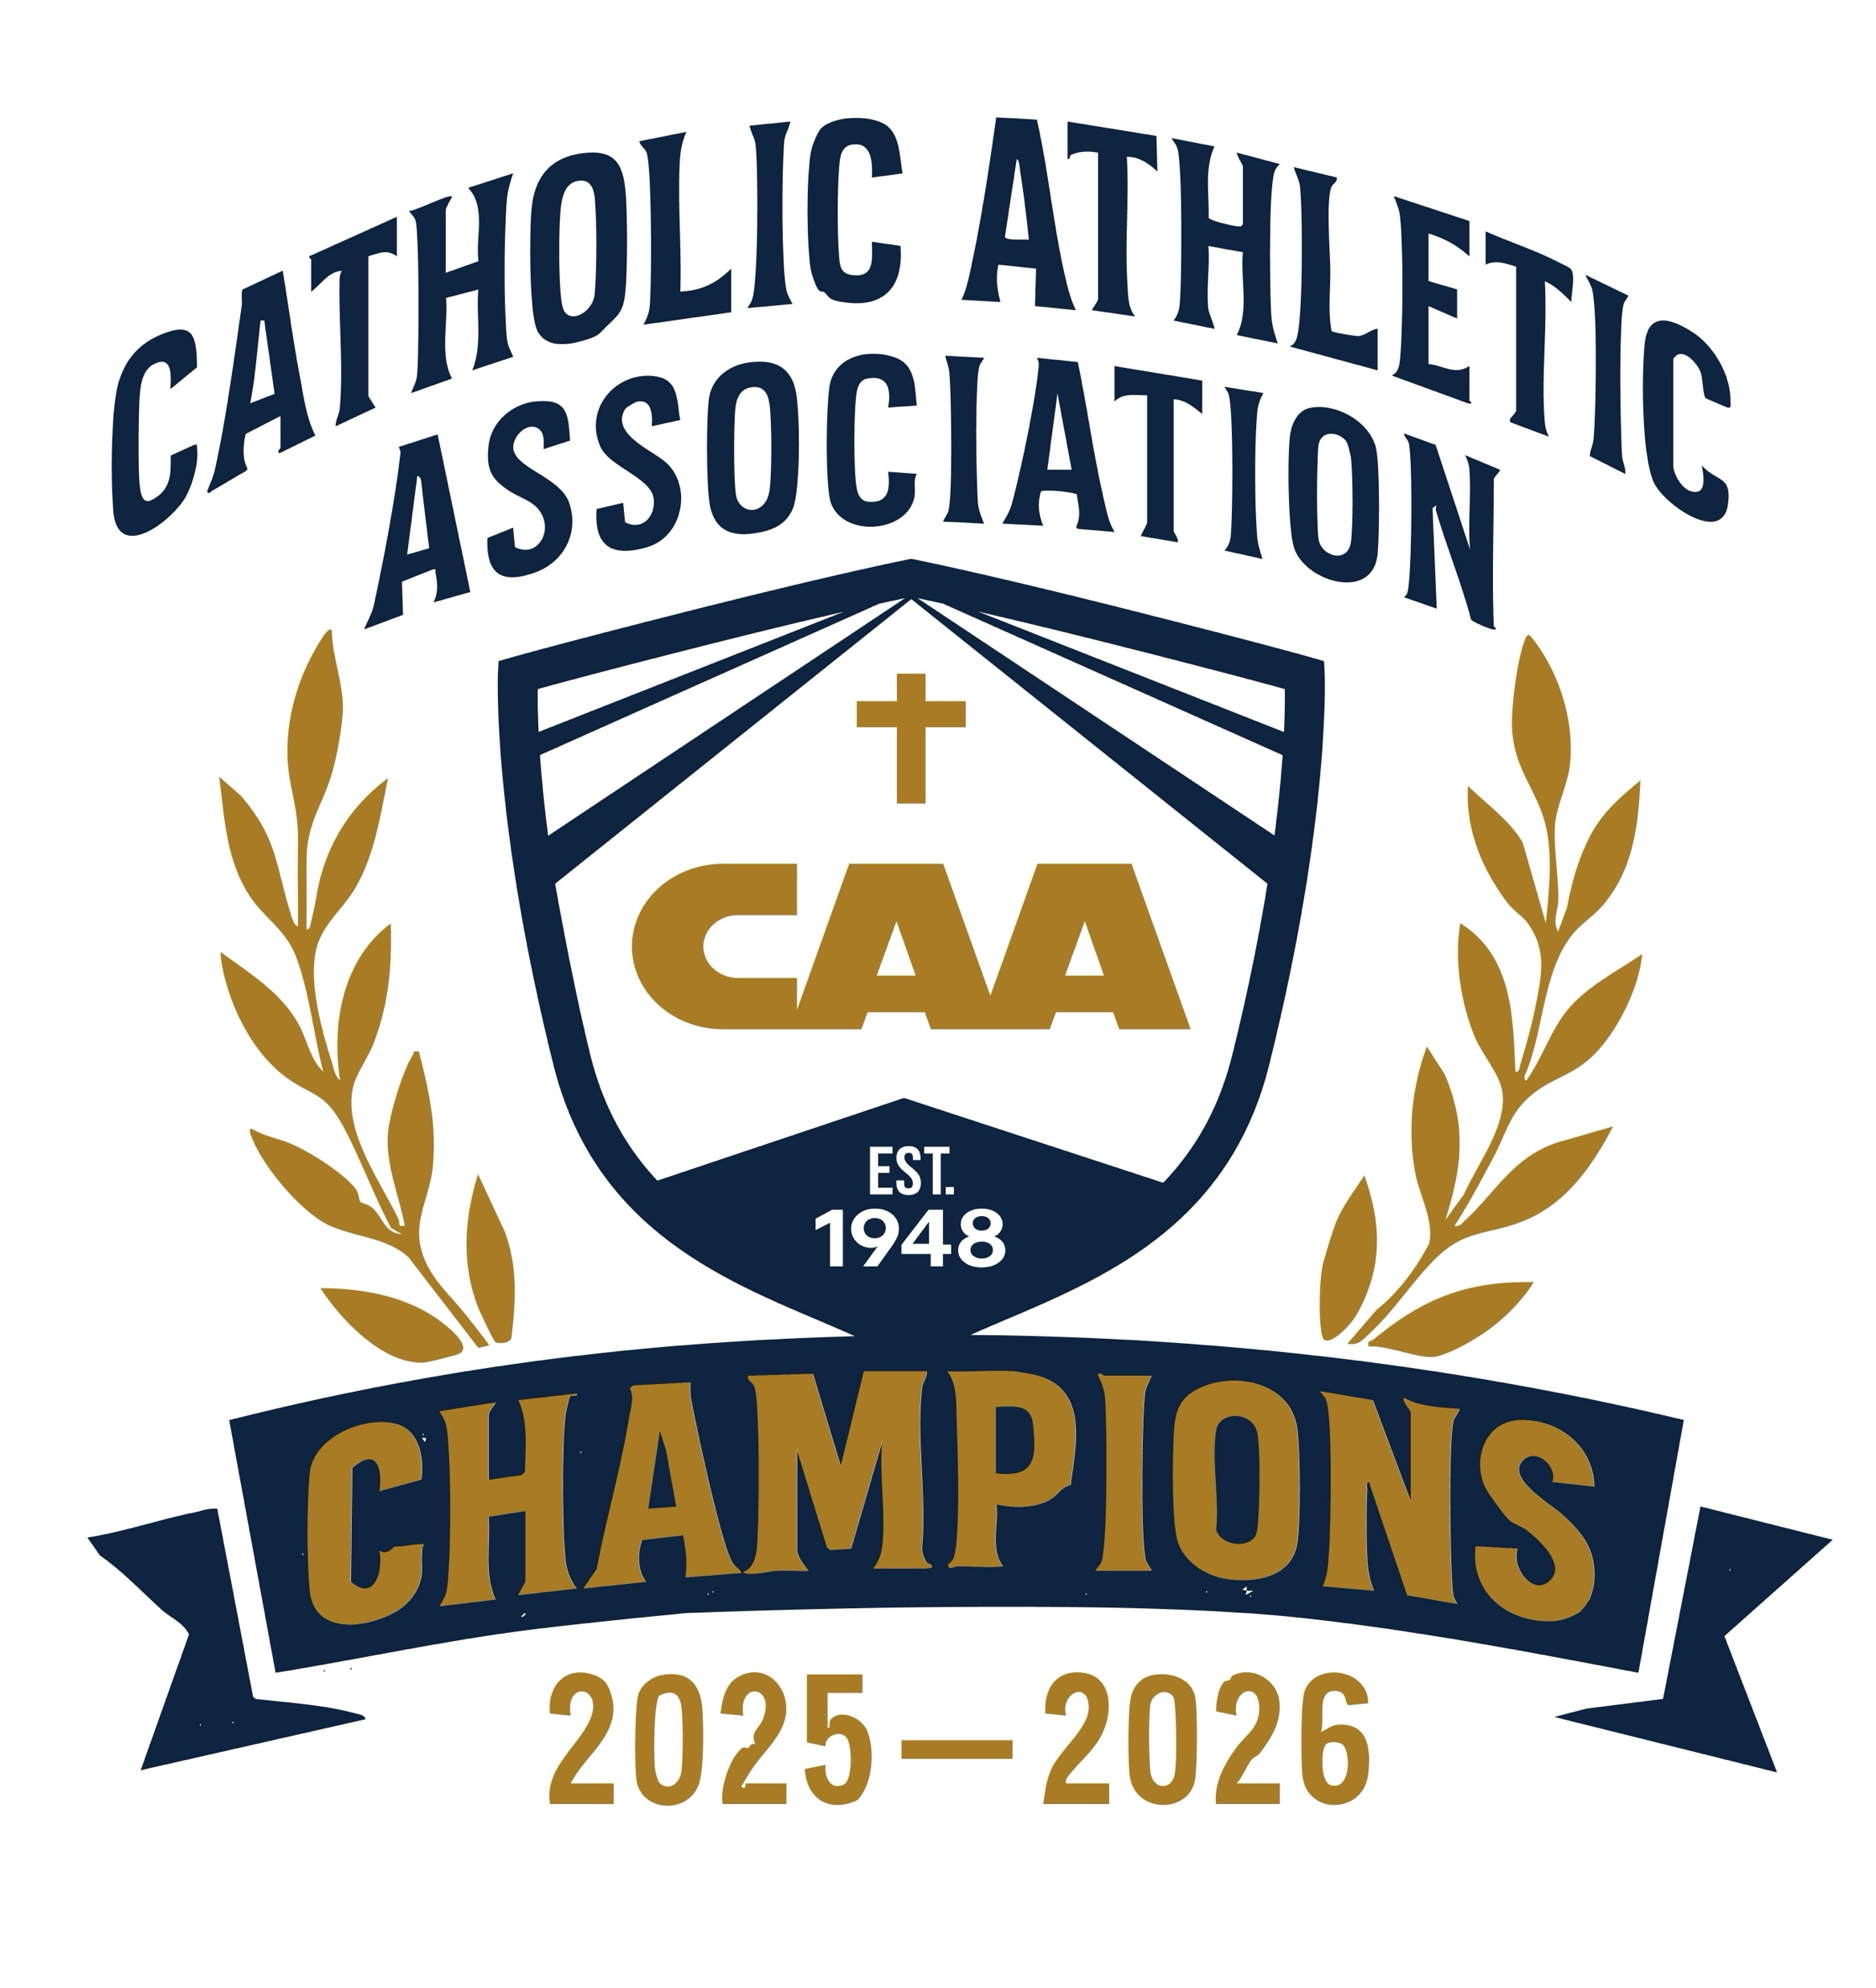 CATHOLIC ATHLETIC
ASSOCIATION
CAA
EST.
1948
CHAMPIONS
2025—2026